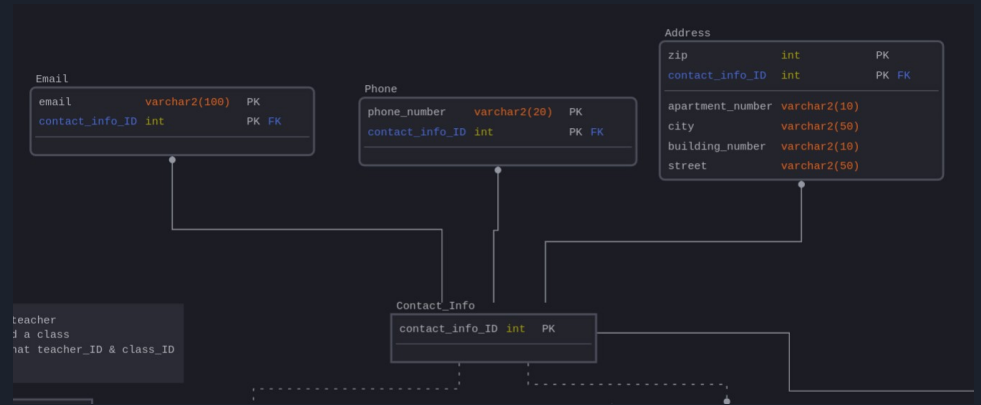 Email
email varchar2(100) PK
contact_info_ID int PK FK
Phone
phone_number varchar2(20) PK
contact_info_ID int PK FK
Address
zip int PK
contact_info_ID int PK FK
apartment_number varchar2(10)
city varchar2(50)
building_number varchar2(10)
street varchar2(50)
Contact_Info
contact_info_ID int PK
teacher
d a class
hat teacher_ID & class_ID